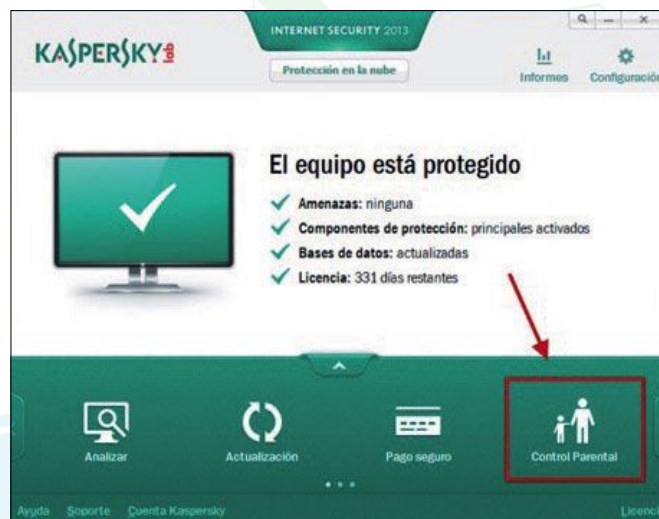 INTERNET SECURITY 2013
KASPERSKY lab
Protección en la nube
Informes
Configuración
El equipo está protegido
Amenazas: ninguna
Componentes de protección: principales activados
Bases de datos: actualizadas
Licencia: 331 días restantes
Analizar
Actualización
Pago seguro
Control Parental
Ayuda Soporte Cuenta Kaspersky
Licenci